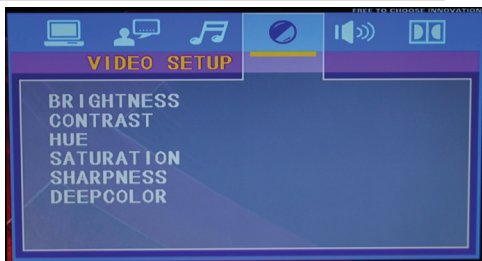 FREE TO CHOOSE INNOVATION
VIDEO SETUP
BRIGHTNESS
CONTRAST
HUE
SATURATION
SHARPNESS
DEEPCOLOR